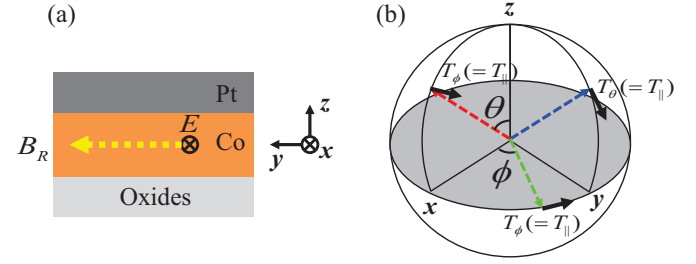 (a)
Pt
E
Co
B_R
Oxides
z
y
x
(b)
z
T_ϕ(=T_∥)
T_θ(=T_∥)
θ
ϕ
x
y
T_ϕ(=T_∥)